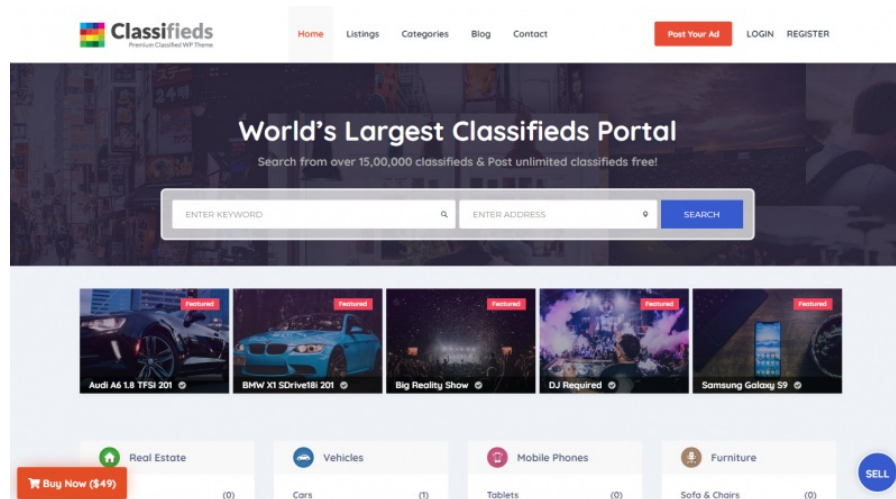 Classifieds
Premium Classified WP Theme
Home Listings Categories Blog Contact Post Your Ad LOGIN REGISTER
World's Largest Classifieds Portal
Search from over 15,00,000 classifieds & Post unlimited classifieds free!
ENTER KEYWORD ENTER ADDRESS SEARCH
Featured Featured Featured Featured Featured
Audi A6 1.8 TFSI 201 BMW X1 SDrive18i 201 Big Reality Show DJ Required Samsung Galaxy S9
Real Estate Vehicles Mobile Phones Furniture
Buy Now ($49) SELL
(0) Cars (1) Tablets (0) Sofa & Chairs (0)